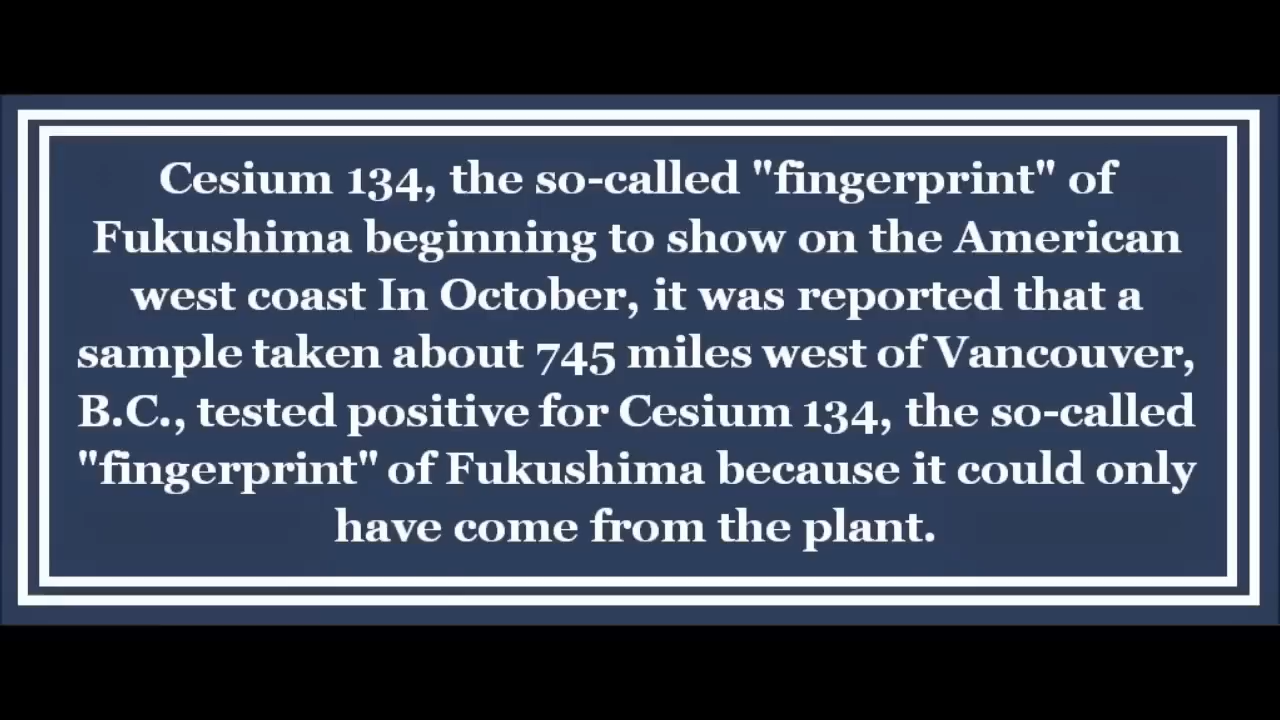 Cesium 134, the so-called "fingerprint" of
Fukushima beginning to show on the American
west coast In October, it was reported that a
sample taken about 745 miles west of Vancouver,
B.C., tested positive for Cesium 134, the so-called
"fingerprint" of Fukushima because it could only
have come from the plant.